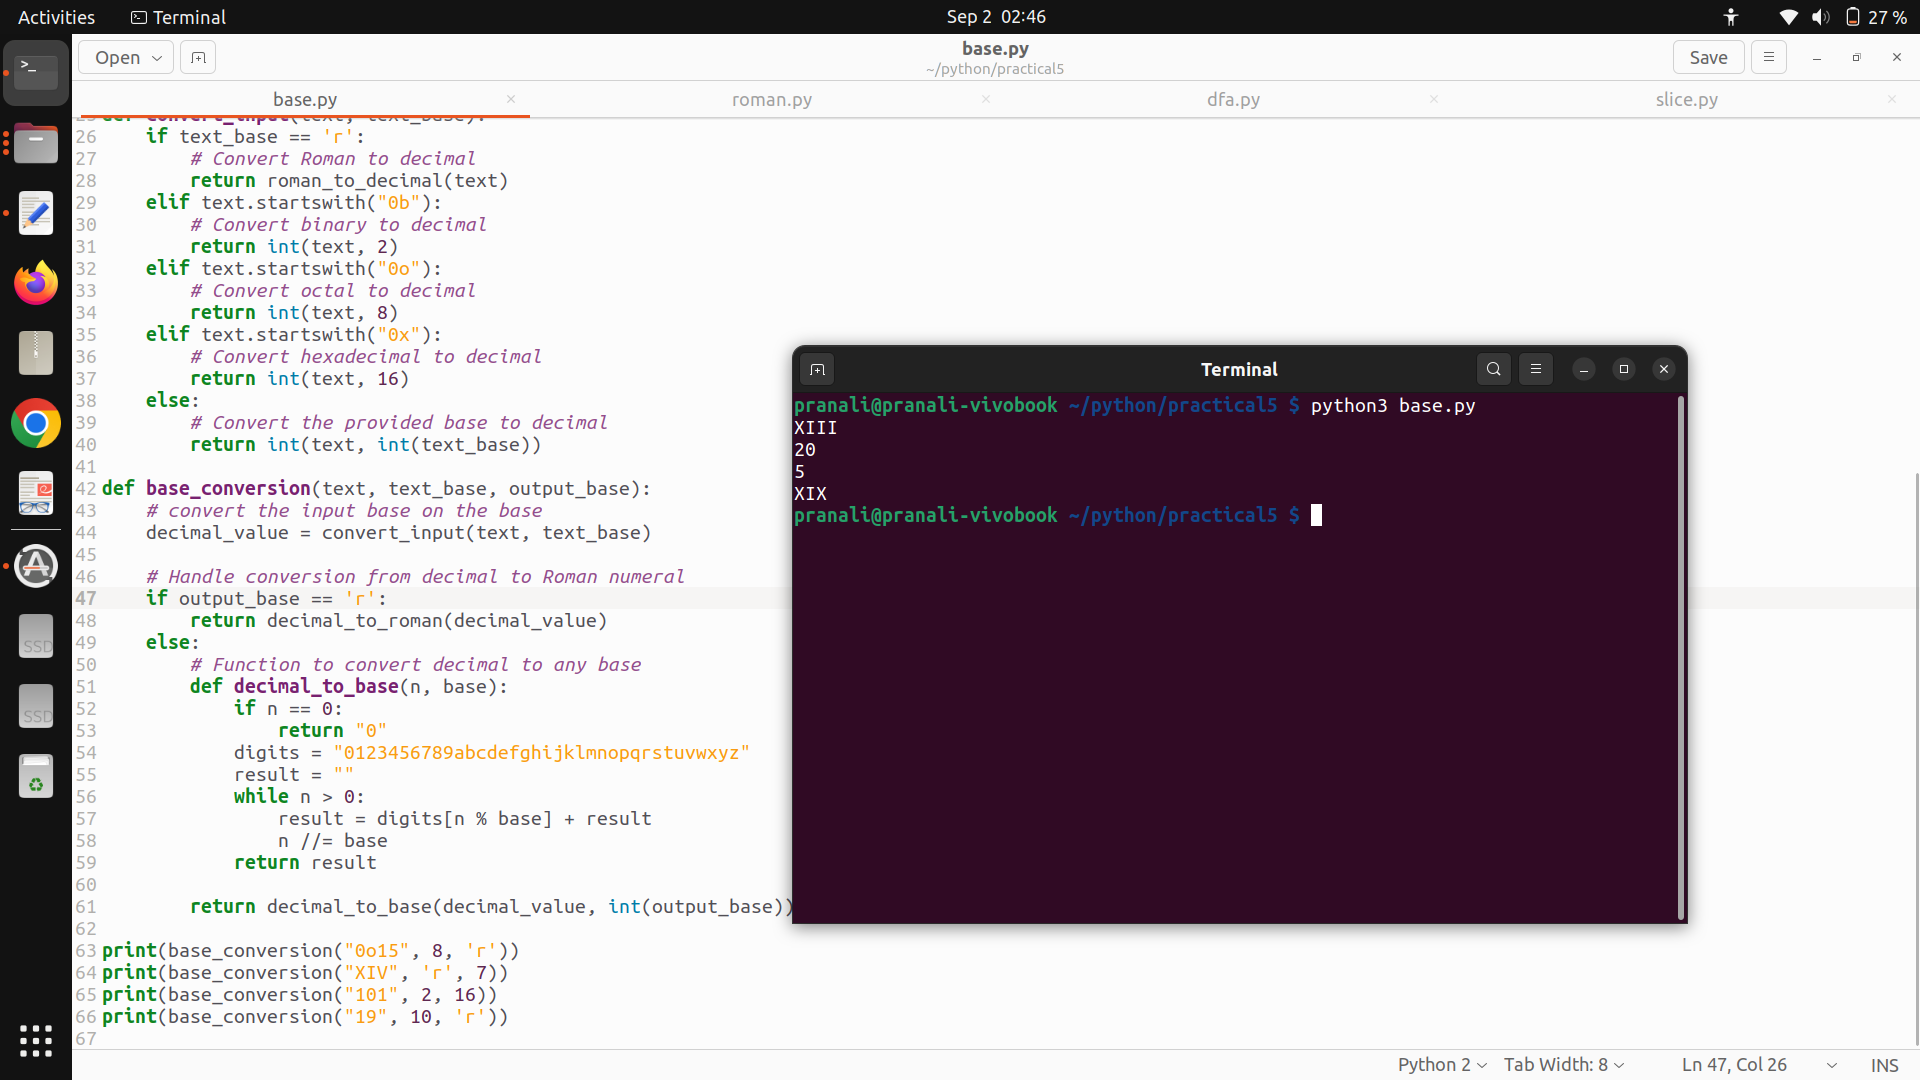 Activities
Terminal
Sep 2 02:46
27 %
Open
base.py
~/python/practical5
Save
base.py
roman.py
dfa.py
slice.py
25 def convert_input(text, text_base):
26 if text_base == 'r':
27 # Convert Roman to decimal
28 return roman_to_decimal(text)
29 elif text.startswith("0b"):
30 # Convert binary to decimal
31 return int(text, 2)
32 elif text.startswith("0o"):
33 # Convert octal to decimal
34 return int(text, 8)
35 elif text.startswith("0x"):
36 # Convert hexadecimal to decimal
37 return int(text, 16)
38 else:
39 # Convert the provided base to decimal
40 return int(text, int(text_base))
41
42 def base_conversion(text, text_base, output_base):
43 # convert the input base on the base
44 decimal_value = convert_input(text, text_base)
45
46 # Handle conversion from decimal to Roman numeral
47 if output_base == 'r':
48 return decimal_to_roman(decimal_value)
49 else:
50 # Function to convert decimal to any base
51 def decimal_to_base(n, base):
52 if n == 0:
53 return "0"
54 digits = "0123456789abcdefghijklmnopqrstuvwxyz"
55 result = ""
56 while n > 0:
57 result = digits[n % base] + result
58 n //= base
59 return result
60
61 return decimal_to_base(decimal_value, int(output_base))
62
63 print(base_conversion("0o15", 8, 'r'))
64 print(base_conversion("XIV", 'r', 7))
65 print(base_conversion("101", 2, 16))
66 print(base_conversion("19", 10, 'r'))
67
Terminal
pranali@pranali-vivobook ~/python/practical5 $ python3 base.py
XIII
20
5
XIX
pranali@pranali-vivobook ~/python/practical5 $
SSD
SSD
Python 2
Tab Width: 8
Ln 47, Col 26
INS